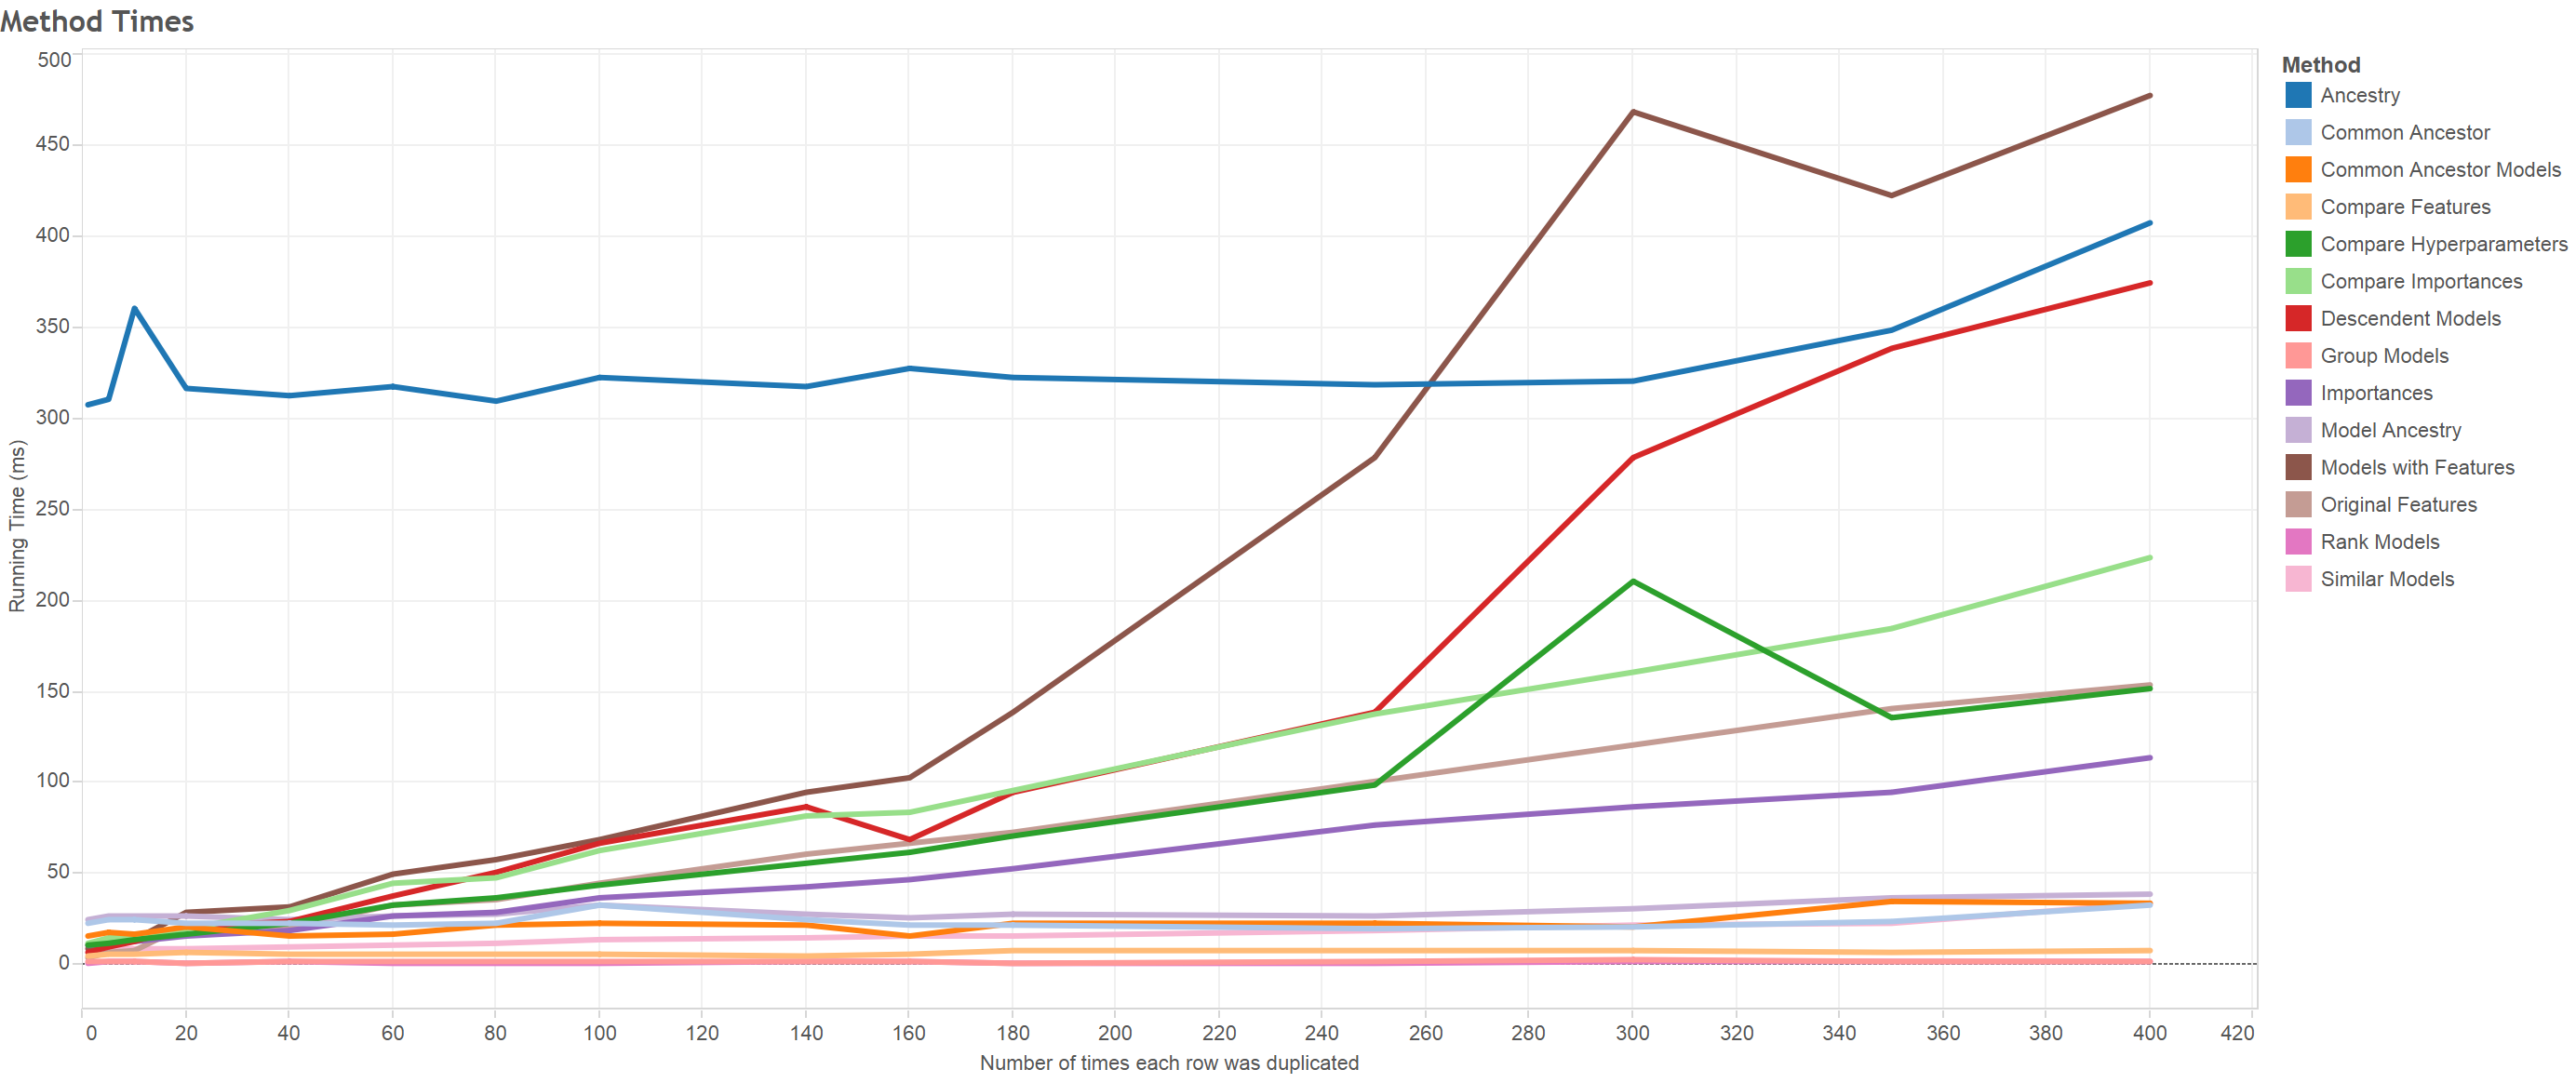 Method Times
500
450
400
350
300
250
200
150
100
50
0
Running Time (ms)
0 20 40 60 80 100 120 140 160 180 200 220 240 260 280 300 320 340 360 380 400 420
Number of times each row was duplicated
Method
Ancestry
Common Ancestor
Common Ancestor Models
Compare Features
Compare Hyperparameters
Compare Importances
Descendent Models
Group Models
Importances
Model Ancestry
Models with Features
Original Features
Rank Models
Similar Models